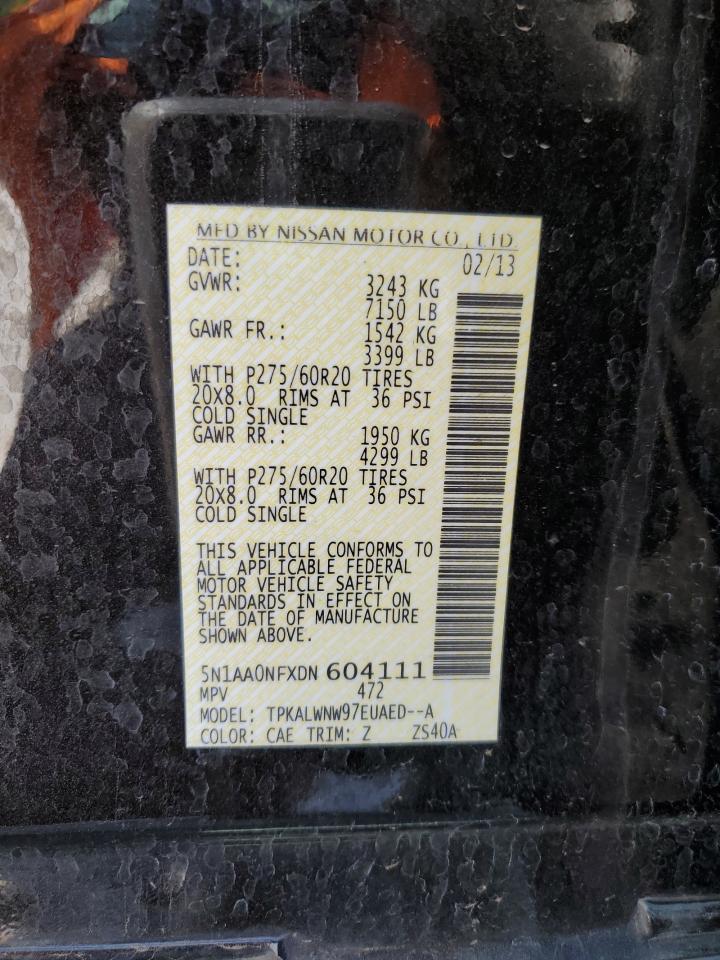 MFD BY NISSAN MOTOR CO., LTD.
DATE: 02/13
GVWR: 3243 KG
7150 LB
GAWR FR.: 1542 KG
3399 LB
WITH P275/60R20 TIRES
20X8.0 RIMS AT 36 PSI
COLD SINGLE
GAWR RR.: 1950 KG
4299 LB
WITH P275/60R20 TIRES
20X8.0 RIMS AT 36 PSI
COLD SINGLE
THIS VEHICLE CONFORMS TO
ALL APPLICABLE FEDERAL
MOTOR VEHICLE SAFETY
STANDARDS IN EFFECT ON
THE DATE OF MANUFACTURE
SHOWN ABOVE.
5N1AA0NFXDN 604111
MPV 472
MODEL: TPKALWNW97EUAED--A
COLOR: CAE TRIM: Z ZS40A